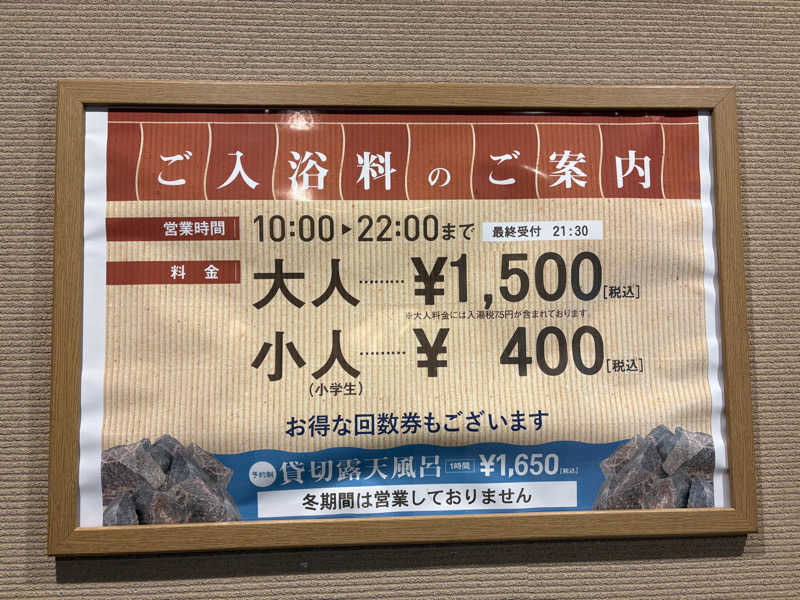 ご入浴料のご案内
営業時間 10:00▶22:00まで 最終受付 21:30
料金 大人………¥1,500[税込]
※大人料金には入湯税75円が含まれております。
小人………¥400[税込]
(小学生)
お得な回数券もございます
予約制 貸切露天風呂 1時間 ¥1,650[税込]
冬期間は営業しておりません